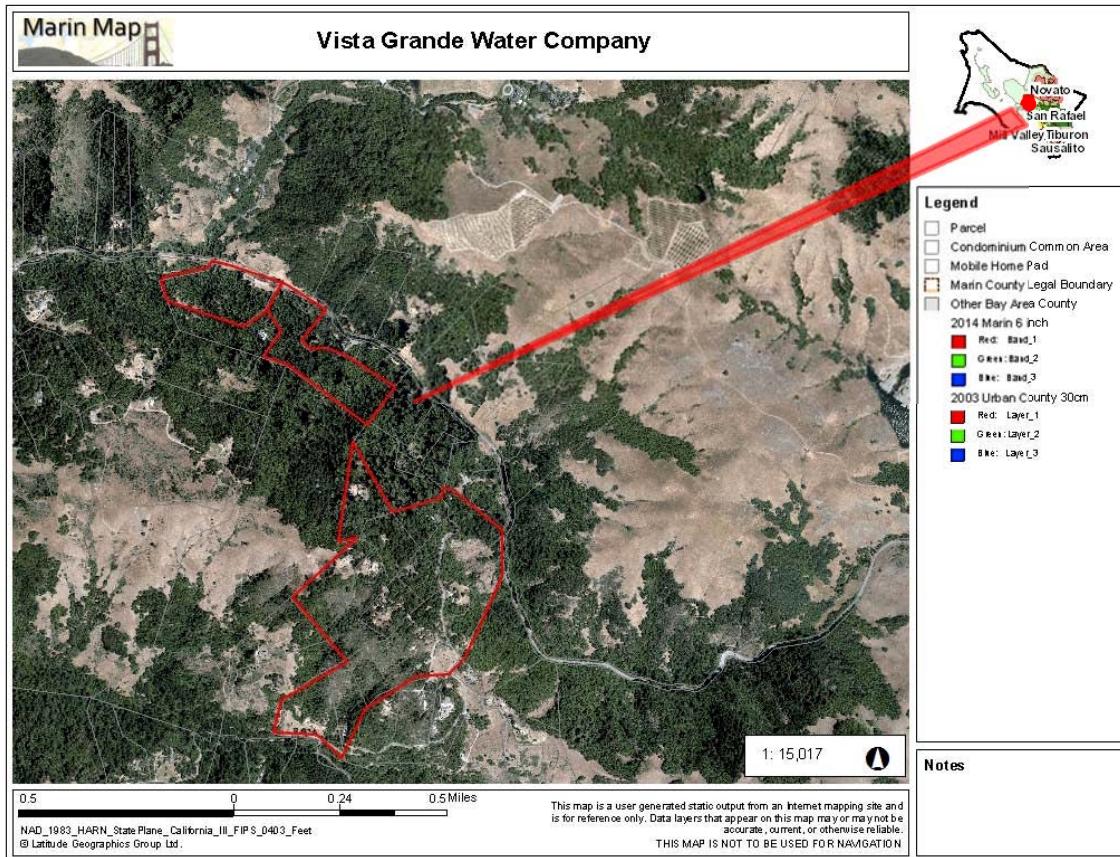 Marin Map
Vista Grande Water Company
Novato
San Rafael
Mill Valley Tiburon
Sausalito
Legend
Parcel
Condominium Common Area
Mobile Home Pad
Marin County Legal Boundary
Other Bay Area County
2014 Marin 6 inch
Red: Band_1
Green: Band_2
Blue: Band_3
2003 Urban County 30cm
Red: Layer_1
Green: Layer_2
Blue: Layer_3
1: 15,017
Notes
0.5 0 0.24 0.5 Miles
NAD_1983_HARN_StatePlane_California_III_FIPS_0403_Feet
© Latitude Geographics Group Ltd.
This map is a user generated static output from an Internet mapping site and
is for reference only. Data layers that appear on this map may or may not be
accurate, current, or otherwise reliable.
THIS MAP IS NOT TO BE USED FOR NAVIGATION